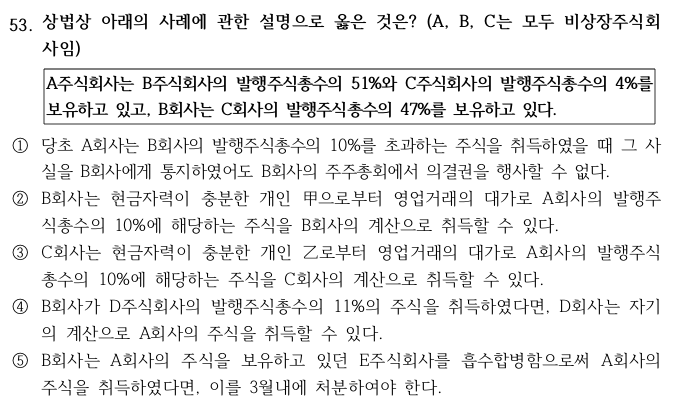 53. 상법상 아래의 사례에 관한 설명으로 옳은 것은? (A, B, C는 모두 비상장주식회
사임)
A주식회사는 B주식회사의 발행주식총수의 51%와 C주식회사의 발행주식총수의 4%를
보유하고 있고, B회사는 C회사의 발행주식총수의 47%를 보유하고 있다.
① 당초 A회사는 B회사의 발행주식총수의 10%를 초과하는 주식을 취득하였을 때 그 사
실을 B회사에게 통지하였어도 B회사의 주주총회에서 의결권을 행사할 수 없다.
② B회사는 현금자력이 충분한 개인 甲으로부터 영업거래의 대가로 A회사의 발행주
식총수의 10%에 해당하는 주식을 B회사의 계산으로 취득할 수 있다.
③ C회사는 현금자력이 충분한 개인 乙로부터 영업거래의 대가로 A회사의 발행주식
총수의 10%에 해당하는 주식을 C회사의 계산으로 취득할 수 있다.
④ B회사가 D주식회사의 발행주식총수의 11%의 주식을 취득하였다면, D회사는 자기
의 계산으로 A회사의 주식을 취득할 수 있다.
⑤ B회사는 A회사의 주식을 보유하고 있던 E주식회사를 흡수합병함으로써 A회사의
주식을 취득하였다면, 이를 3월내에 처분하여야 한다.